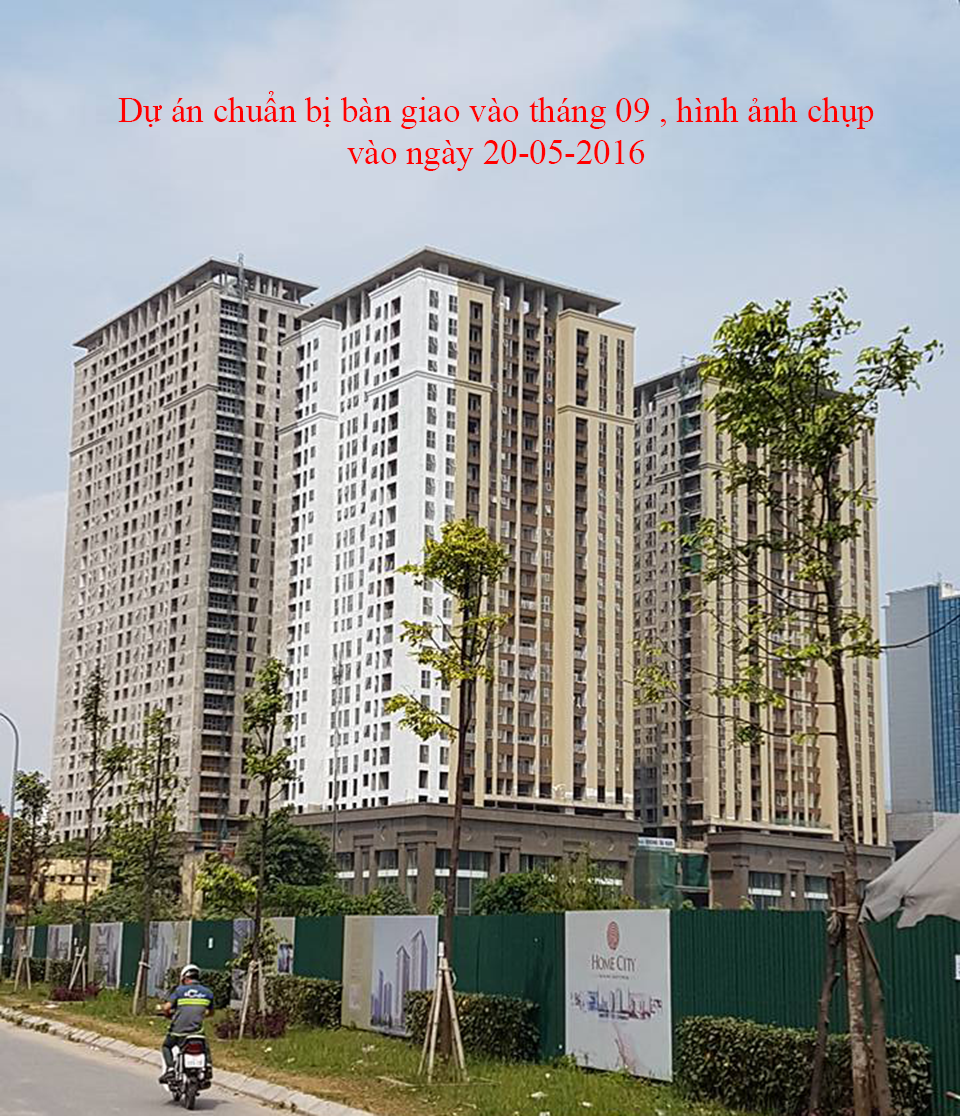 Dự án chuẩn bị bàn giao vào tháng 09 , hình ảnh chụp
vào ngày 20-05-2016
HOME CITY